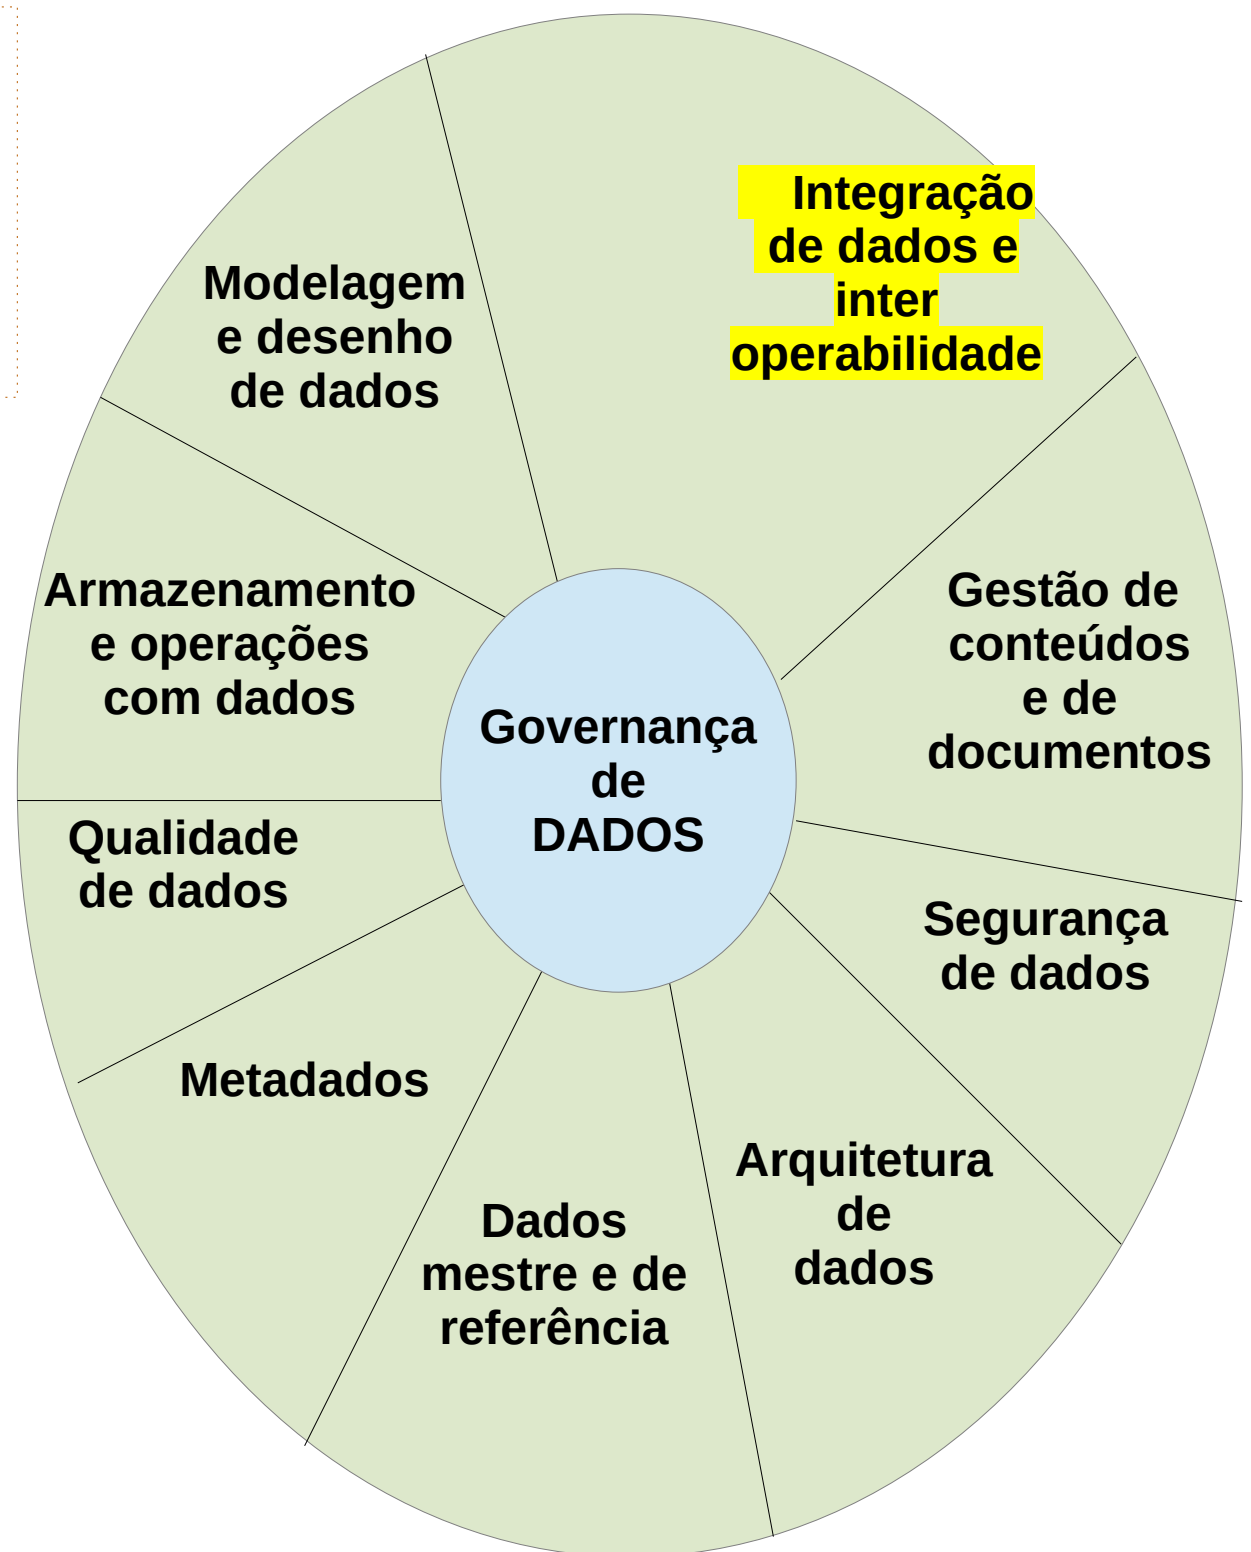 Integração
de dados e
inter
operabilidade
Modelagem
e desenho
de dados
Armazenamento
e operações
com dados
Gestão de
conteúdos
e de
documentos
Governança
de
DADOS
Qualidade
de dados
Segurança
de dados
Metadados
Arquitetura
de
dados
Dados
mestre e de
referência